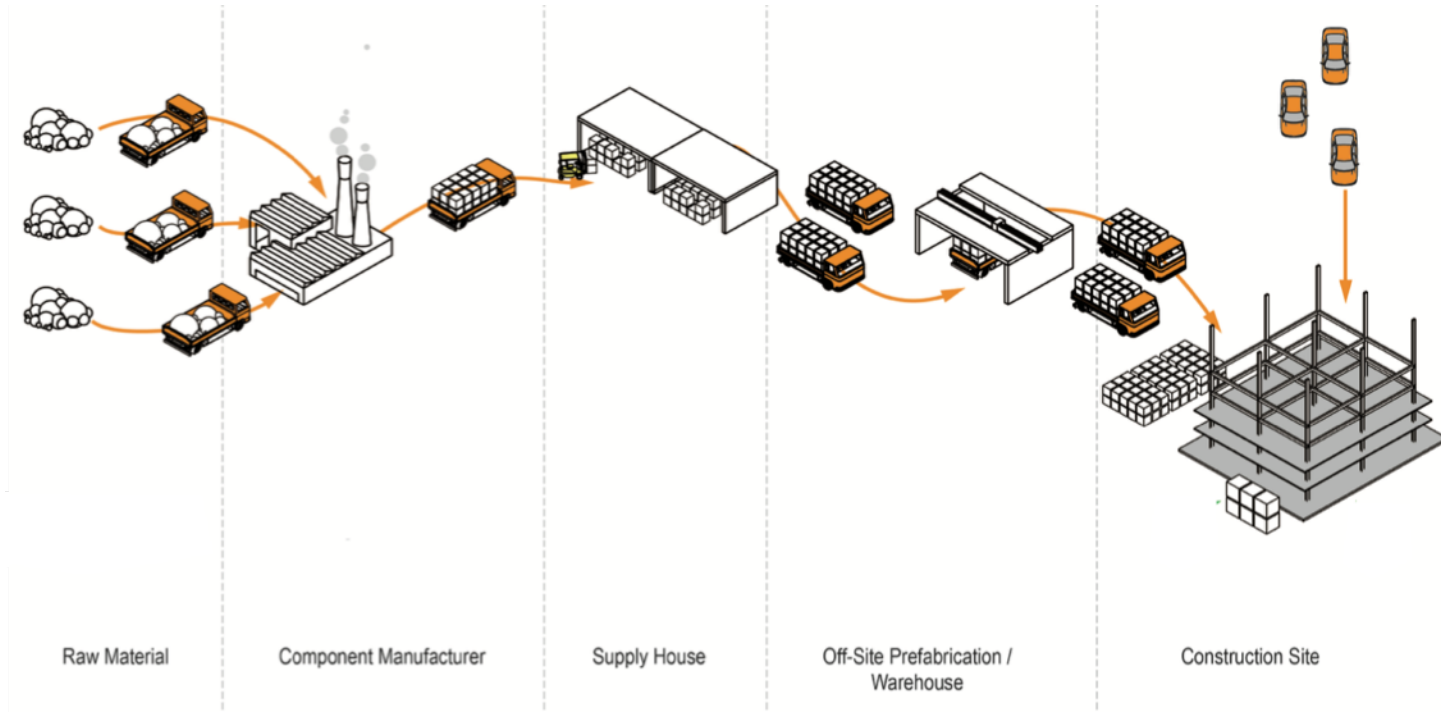 Raw Material
Component Manufacturer
Supply House
Off-Site Prefabrication /
Warehouse
Construction Site